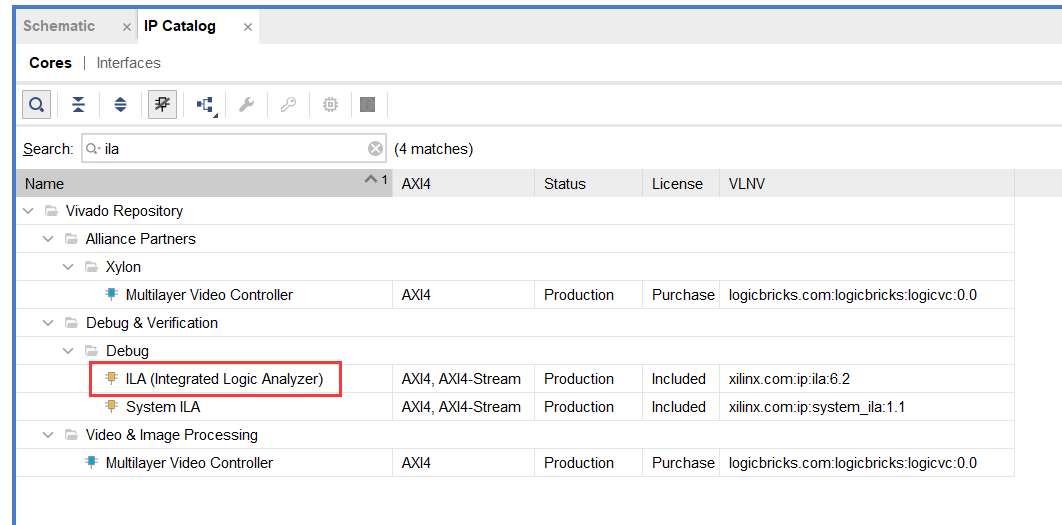 Schematic × IP Catalog ×
Cores | Interfaces
Search: ila (4 matches)
Name 1 AXI4 Status License VLNV
Vivado Repository
Alliance Partners
Xylon
Multilayer Video Controller AXI4 Production Purchase logicbricks.com:logicbricks:logicvc:0.0
Debug & Verification
Debug
ILA (Integrated Logic Analyzer) AXI4, AXI4-Stream Production Included xilinx.com:ip:ila:6.2
System ILA AXI4, AXI4-Stream Production Included xilinx.com:ip:system_ila:1.1
Video & Image Processing
Multilayer Video Controller AXI4 Production Purchase logicbricks.com:logicbricks:logicvc:0.0